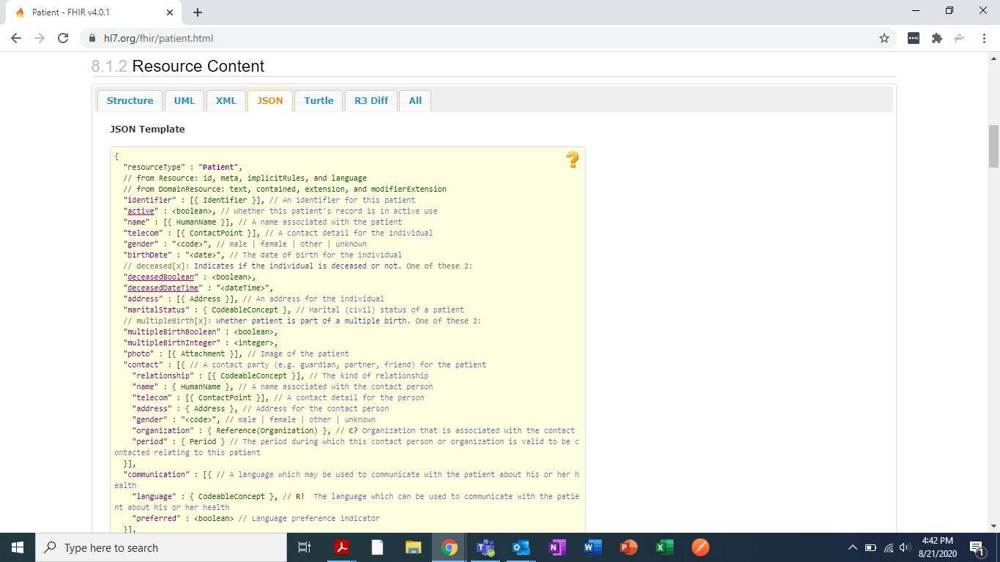 Patient - FHIR v4.0.1
hl7.org/fhir/patient.html
8.1.2 Resource Content
Structure UML XML JSON Turtle R3 Diff All
JSON Template
{
"resourceType" : "Patient",
// from Resource: id, meta, implicitRules, and language
// from DomainResource: text, contained, extension, and modifierExtension
"identifier" : [{ Identifier }], // An identifier for this patient
"active" : <boolean>, // Whether this patient's record is in active use
"name" : [{ HumanName }], // A name associated with the patient
"telecom" : [{ ContactPoint }], // A contact detail for the individual
"gender" : "<code>", // male | female | other | unknown
"birthDate" : "<date>", // The date of birth for the individual
// deceased[x]: Indicates if the individual is deceased or not. One of these 2:
"deceasedBoolean" : <boolean>,
"deceasedDateTime" : "<dateTime>",
"address" : [{ Address }], // An address for the individual
"maritalStatus" : { CodeableConcept }, // Marital (civil) status of a patient
// multipleBirth[x]: Whether patient is part of a multiple birth. One of these 2:
"multipleBirthBoolean" : <boolean>,
"multipleBirthInteger" : <integer>,
"photo" : [{ Attachment }], // Image of the patient
"contact" : [{ // A contact party (e.g. guardian, partner, friend) for the patient
"relationship" : [{ CodeableConcept }], // The kind of relationship
"name" : { HumanName }, // A name associated with the contact person
"telecom" : [{ ContactPoint }], // A contact detail for the person
"address" : { Address }, // Address for the contact person
"gender" : "<code>", // male | female | other | unknown
"organization" : { Reference(Organization) }, // C? Organization that is associated with the contact
"period" : { Period } // The period during which this contact person or organization is valid to be c
ontacted relating to this patient
}],
"communication" : [{ // A language which may be used to communicate with the patient about his or her h
ealth
"language" : { CodeableConcept }, // R!  The language which can be used to communicate with the patie
nt about his or her health
"preferred" : <boolean> // Language preference indicator
}],
Type here to search
4:42 PM
8/21/2020
1